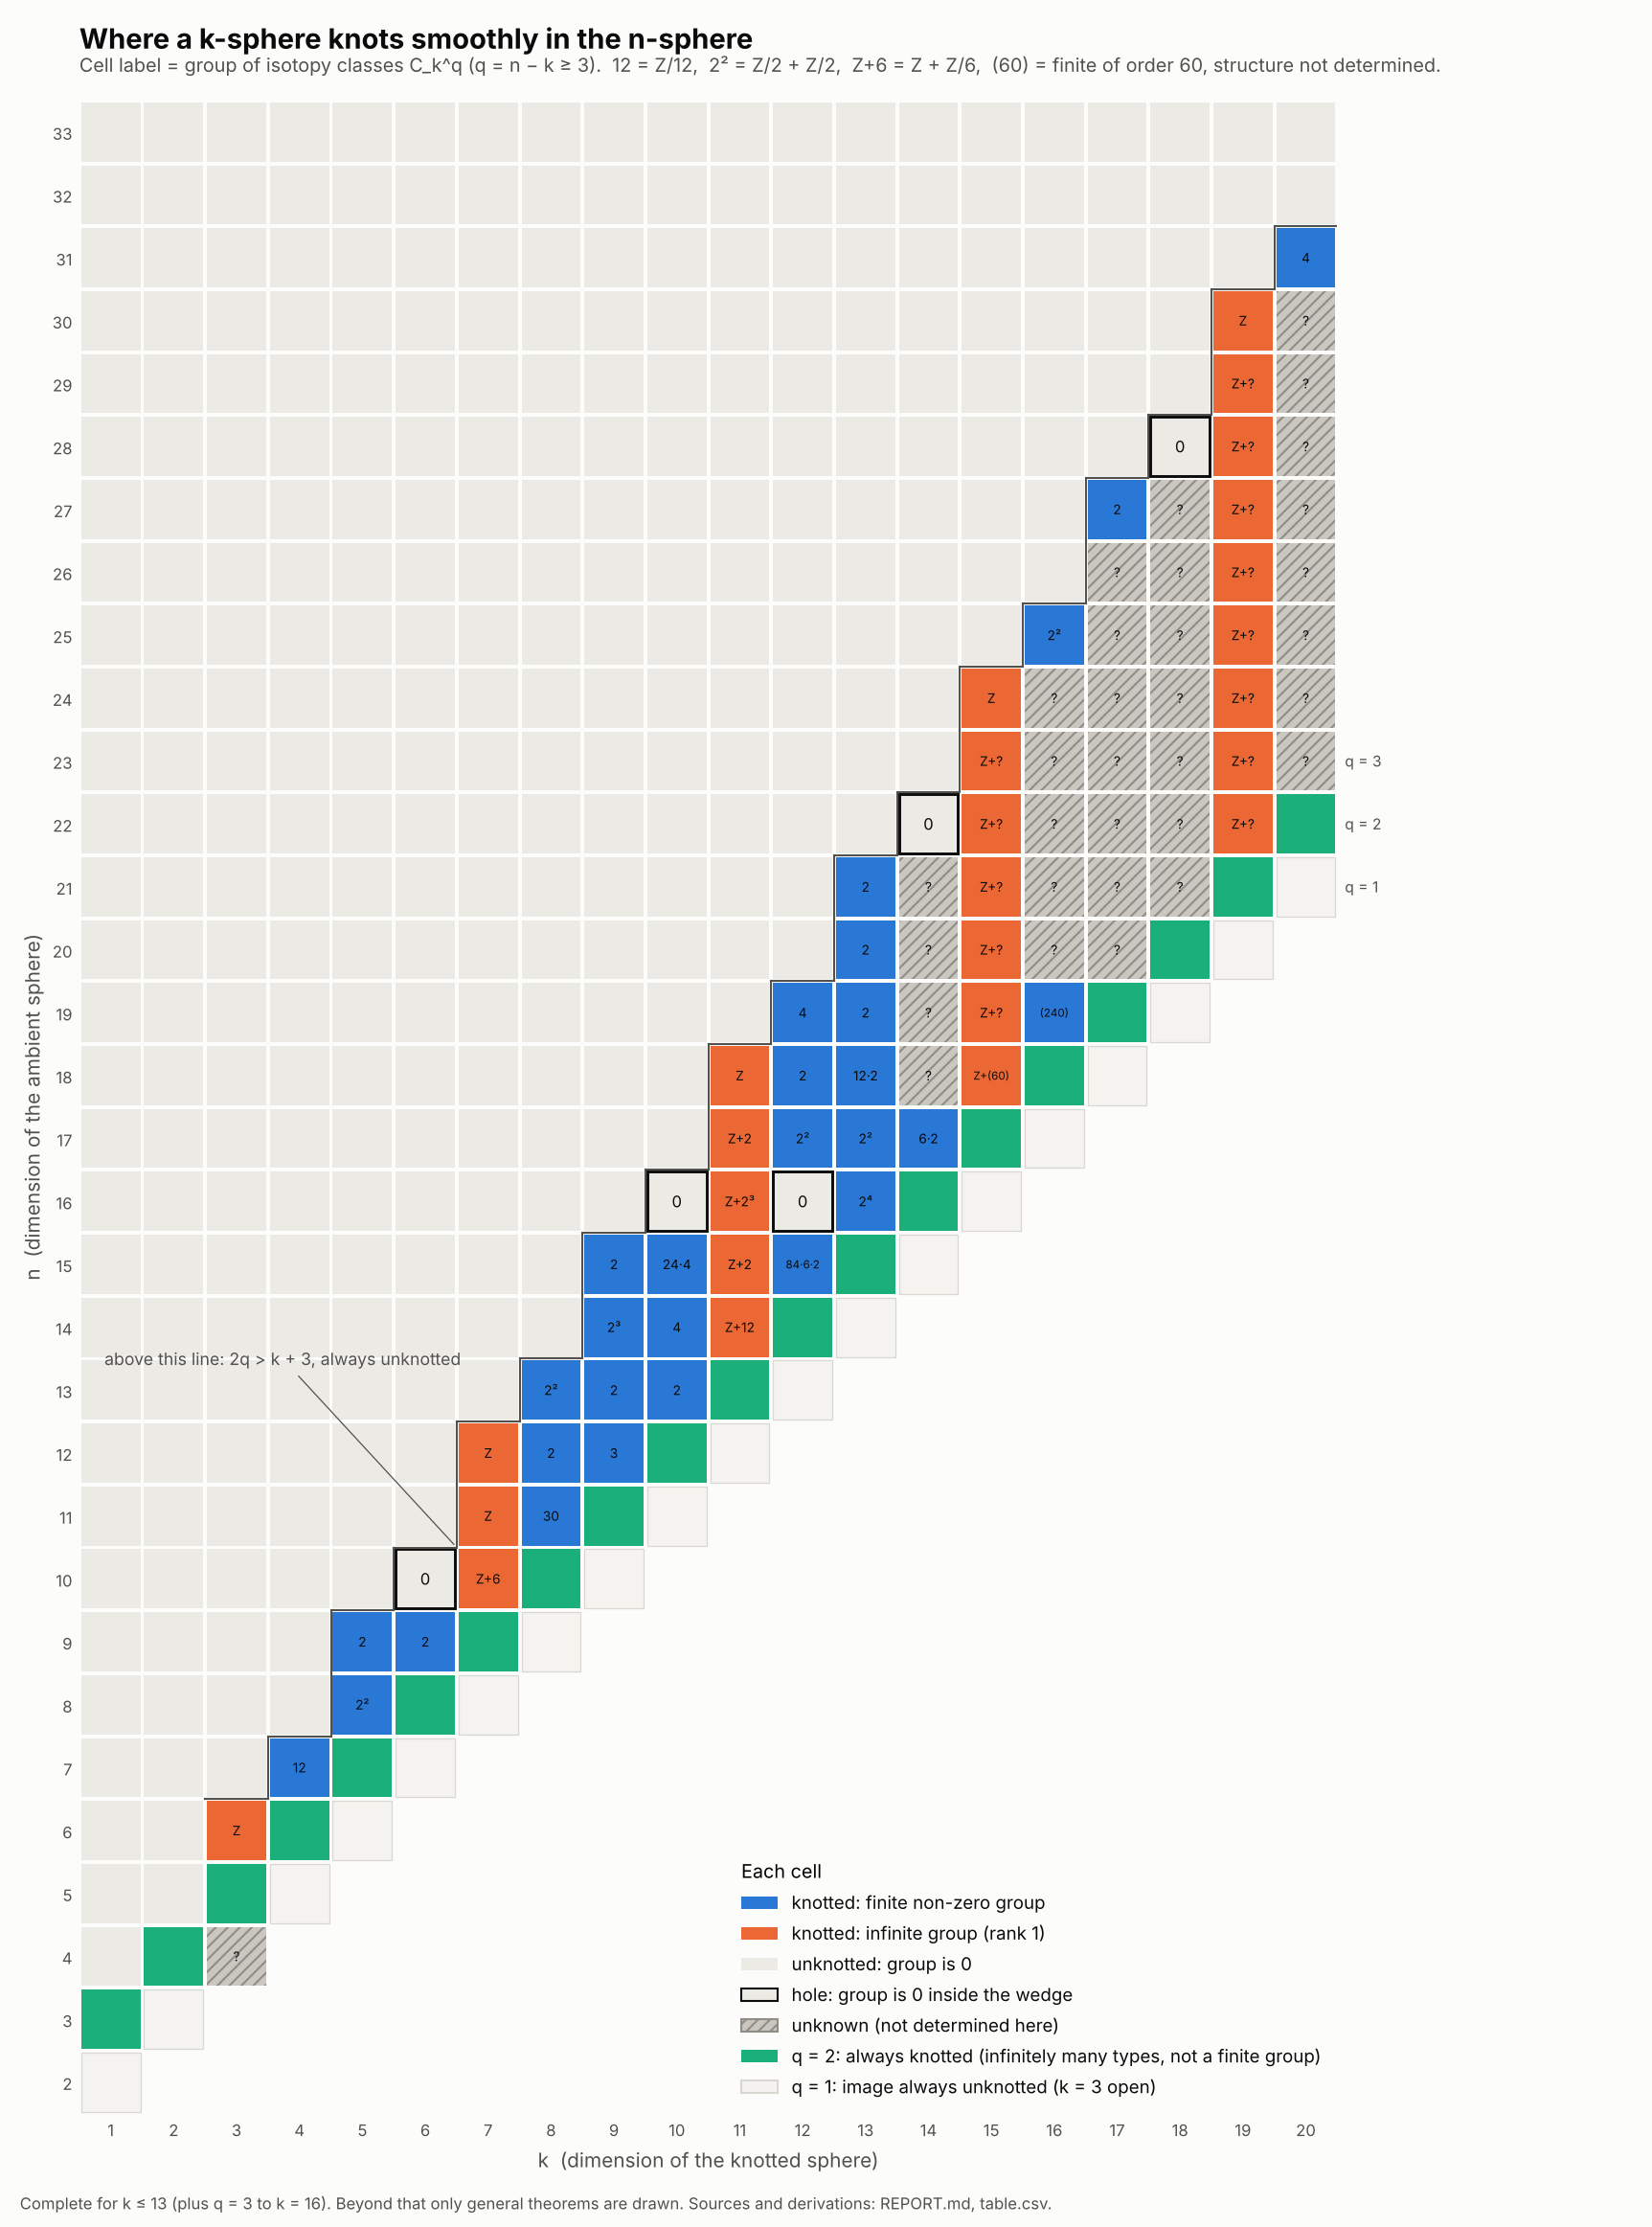 Where a k-sphere knots smoothly in the n-sphere
Cell label = group of isotopy classes C_k^q (q = n − k ≥ 3).  12 = Z/12,  2² = Z/2 + Z/2,  Z+6 = Z + Z/6,  (60) = finite of order 60, structure not determined.
n  (dimension of the ambient sphere)
33
32
31 4
30 Z ?
29 Z+? ?
28 0 Z+? ?
27 2 ? Z+? ?
26 ? ? Z+? ?
25 2² ? ? Z+? ?
24 Z ? ? ? Z+? ?
23 Z+? ? ? ? Z+? ? q = 3
22 0 Z+? ? ? ? Z+? q = 2
21 2 ? Z+? ? ? ? q = 1
20 2 ? Z+? ? ?
19 4 2 ? Z+? (240)
18 Z 2 12·2 ? Z+(60)
17 Z+2 2² 2² 6·2
16 0 Z+2³ 0 2⁴
15 2 24·4 Z+2 84·6·2
14 2³ 4 Z+12
above this line: 2q > k + 3, always unknotted
13 2² 2 2
12 Z 2 3
11 Z 30
10 0 Z+6
9 2 2
8 2²
7 12
6 Z
5
4 ?
3
2
Each cell
knotted: finite non-zero group
knotted: infinite group (rank 1)
unknotted: group is 0
hole: group is 0 inside the wedge
unknown (not determined here)
q = 2: always knotted (infinitely many types, not a finite group)
q = 1: image always unknotted (k = 3 open)
1 2 3 4 5 6 7 8 9 10 11 12 13 14 15 16 17 18 19 20
k  (dimension of the knotted sphere)
Complete for k ≤ 13 (plus q = 3 to k = 16). Beyond that only general theorems are drawn. Sources and derivations: REPORT.md, table.csv.